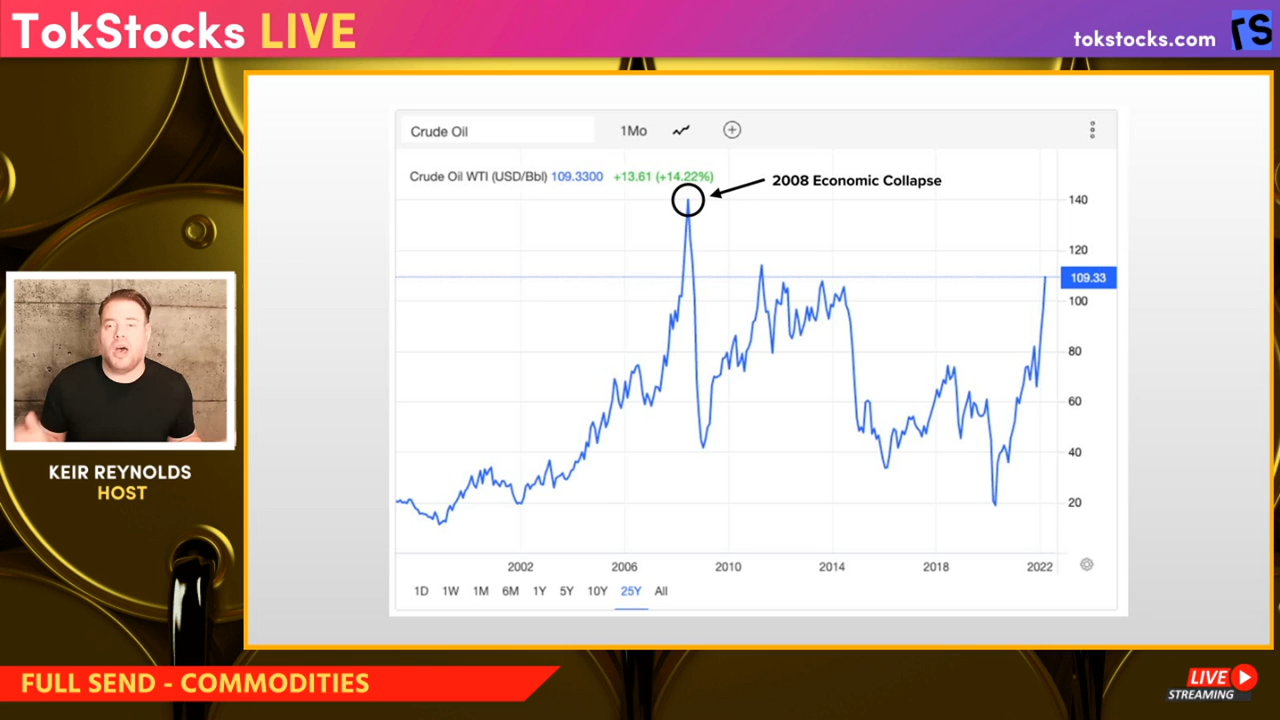 TokStocks LIVE
tokstocks.com
TS
Crude Oil
1Mo
Crude Oil WTI (USD/Bbl) 109.3300 +13.61 (+14.22%)
2008 Economic Collapse
140
120
109.33
100
80
60
40
20
2002 2006 2010 2014 2018 2022
1D 1W 1M 6M 1Y 5Y 10Y 25Y All
KEIR REYNOLDS
HOST
FULL SEND - COMMODITIES
LIVE
STREAMING